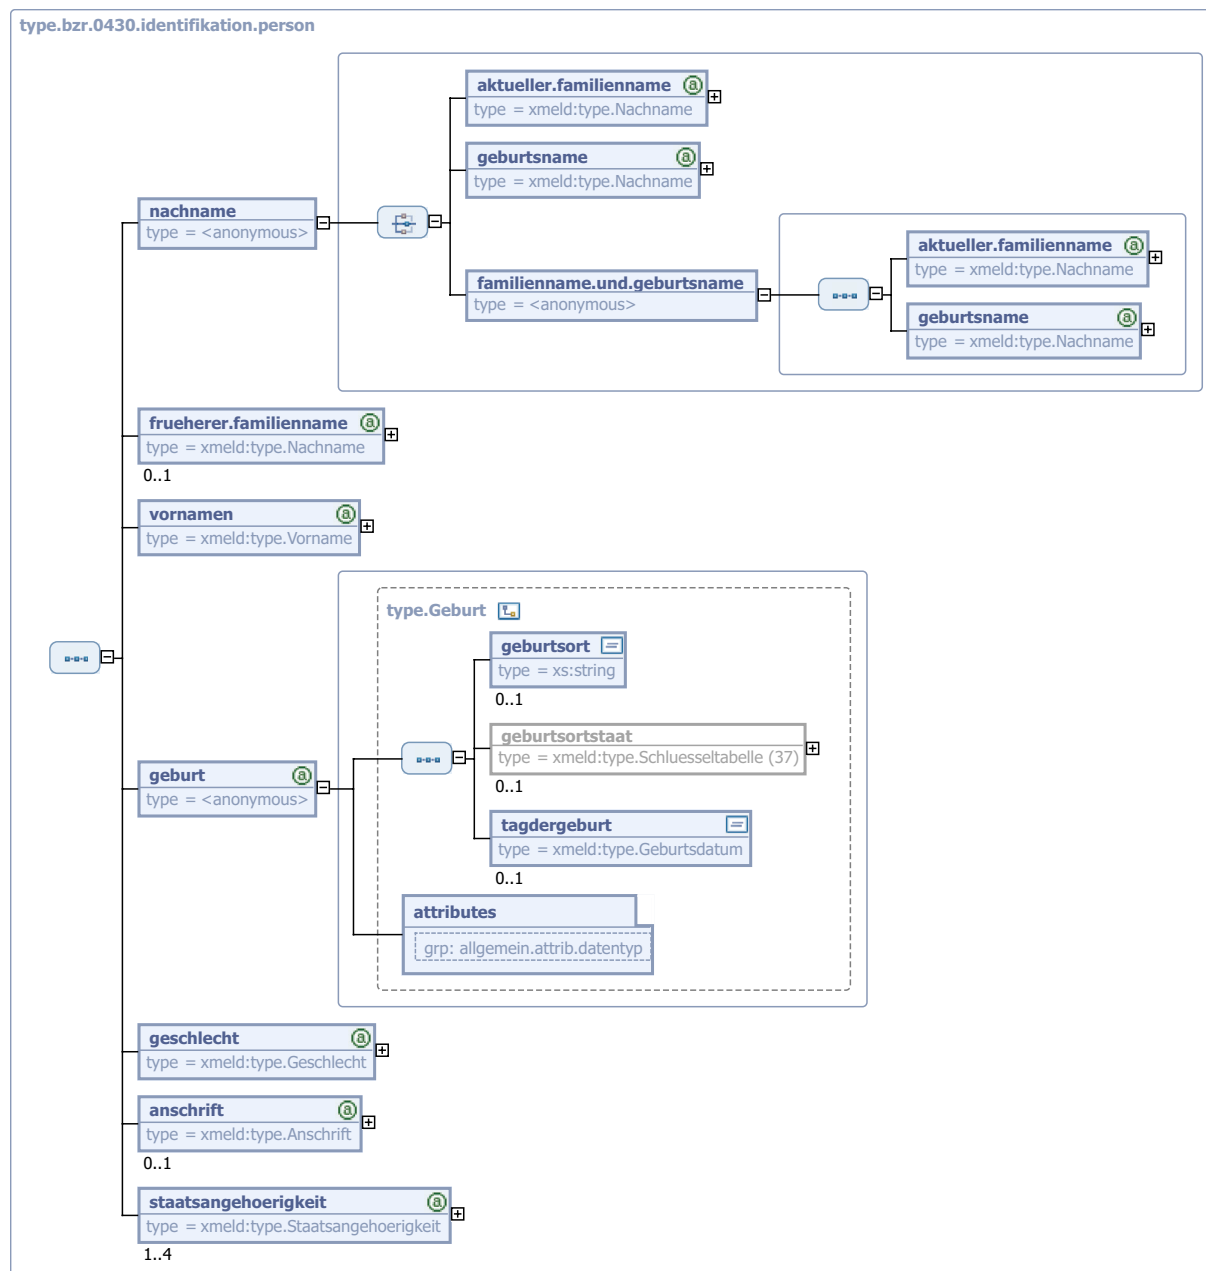 type.bzr.0430.identifikation.person
aktueller.familienname
type = xmeld:type.Nachname
geburtsname
type = xmeld:type.Nachname
nachname
type = <anonymous>
familienname.und.geburtsname
type = <anonymous>
aktueller.familienname
type = xmeld:type.Nachname
geburtsname
type = xmeld:type.Nachname
frueherer.familienname
type = xmeld:type.Nachname
0..1
vornamen
type = xmeld:type.Vorname
type.Geburt
geburtsort
type = xs:string
0..1
geburtsortstaat
type = xmeld:type.Schluesseltabelle (37)
0..1
geburt
type = <anonymous>
tagdergeburt
type = xmeld:type.Geburtsdatum
0..1
attributes
grp: allgemein.attrib.datentyp
geschlecht
type = xmeld:type.Geschlecht
anschrift
type = xmeld:type.Anschrift
0..1
staatsangehoerigkeit
type = xmeld:type.Staatsangehoerigkeit
1..4